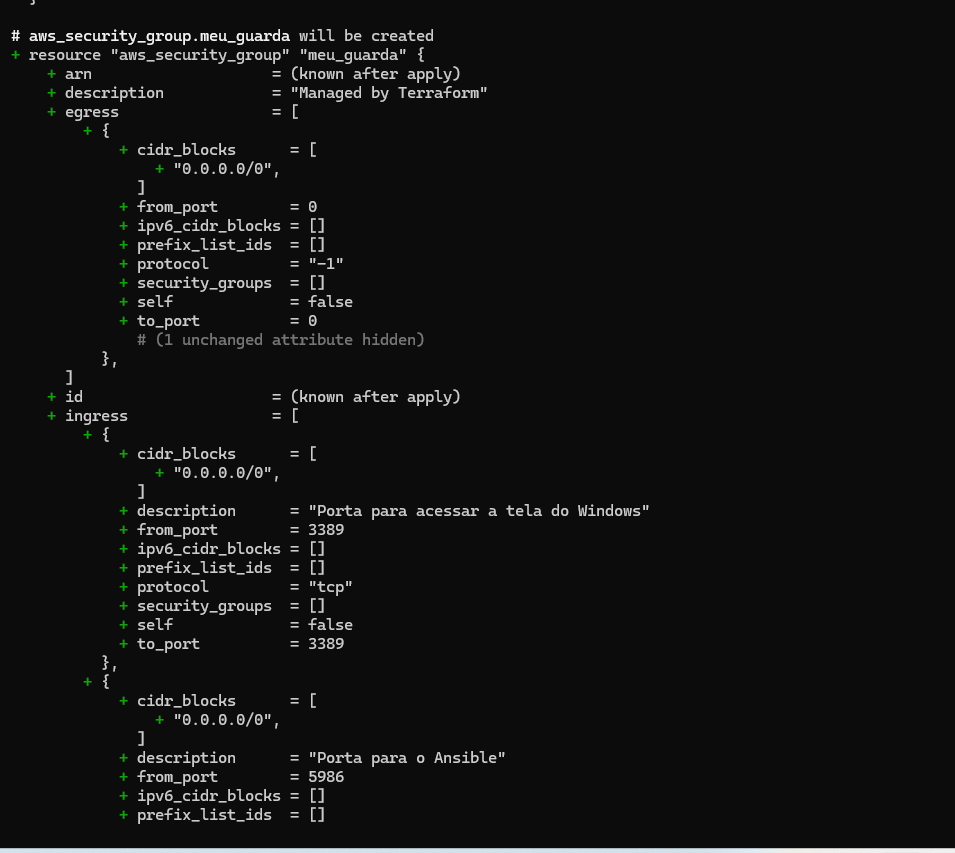 }
# aws_security_group.meu_guarda will be created
+ resource "aws_security_group" "meu_guarda" {
+ arn = (known after apply)
+ description = "Managed by Terraform"
+ egress = [
+ {
+ cidr_blocks = [
+ "0.0.0.0/0",
]
+ from_port = 0
+ ipv6_cidr_blocks = []
+ prefix_list_ids = []
+ protocol = "-1"
+ security_groups = []
+ self = false
+ to_port = 0
# (1 unchanged attribute hidden)
},
]
+ id = (known after apply)
+ ingress = [
+ {
+ cidr_blocks = [
+ "0.0.0.0/0",
]
+ description = "Porta para acessar a tela do Windows"
+ from_port = 3389
+ ipv6_cidr_blocks = []
+ prefix_list_ids = []
+ protocol = "tcp"
+ security_groups = []
+ self = false
+ to_port = 3389
},
+ {
+ cidr_blocks = [
+ "0.0.0.0/0",
]
+ description = "Porta para o Ansible"
+ from_port = 5986
+ ipv6_cidr_blocks = []
+ prefix_list_ids = []